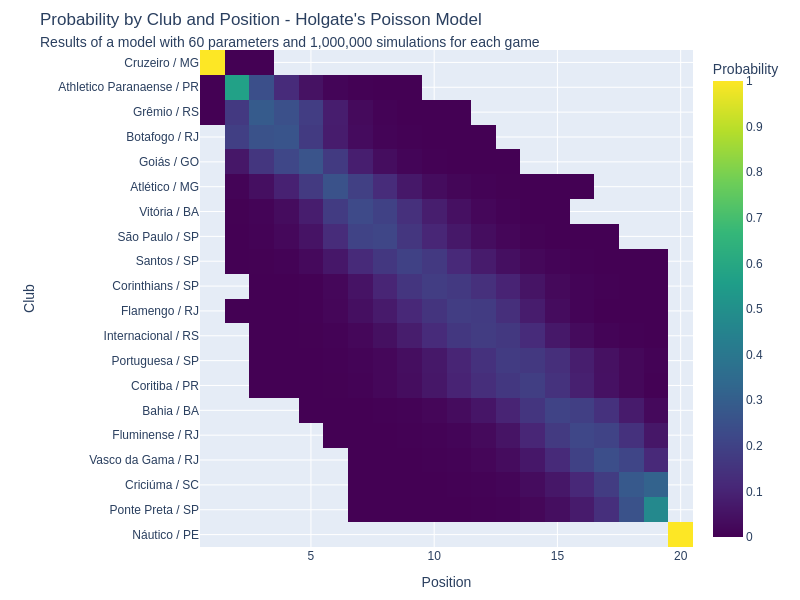 Probability by Club and Position - Holgate's Poisson Model
Results of a model with 60 parameters and 1,000,000 simulations for each game
Probability
Club
Cruzeiro / MG
Athletico Paranaense / PR
Grêmio / RS
Botafogo / RJ
Goiás / GO
Atlético / MG
Vitória / BA
São Paulo / SP
Santos / SP
Corinthians / SP
Flamengo / RJ
Internacional / RS
Portuguesa / SP
Coritiba / PR
Bahia / BA
Fluminense / RJ
Vasco da Gama / RJ
Criciúma / SC
Ponte Preta / SP
Náutico / PE
5
10
15
20
Position
1
0.9
0.8
0.7
0.6
0.5
0.4
0.3
0.2
0.1
0